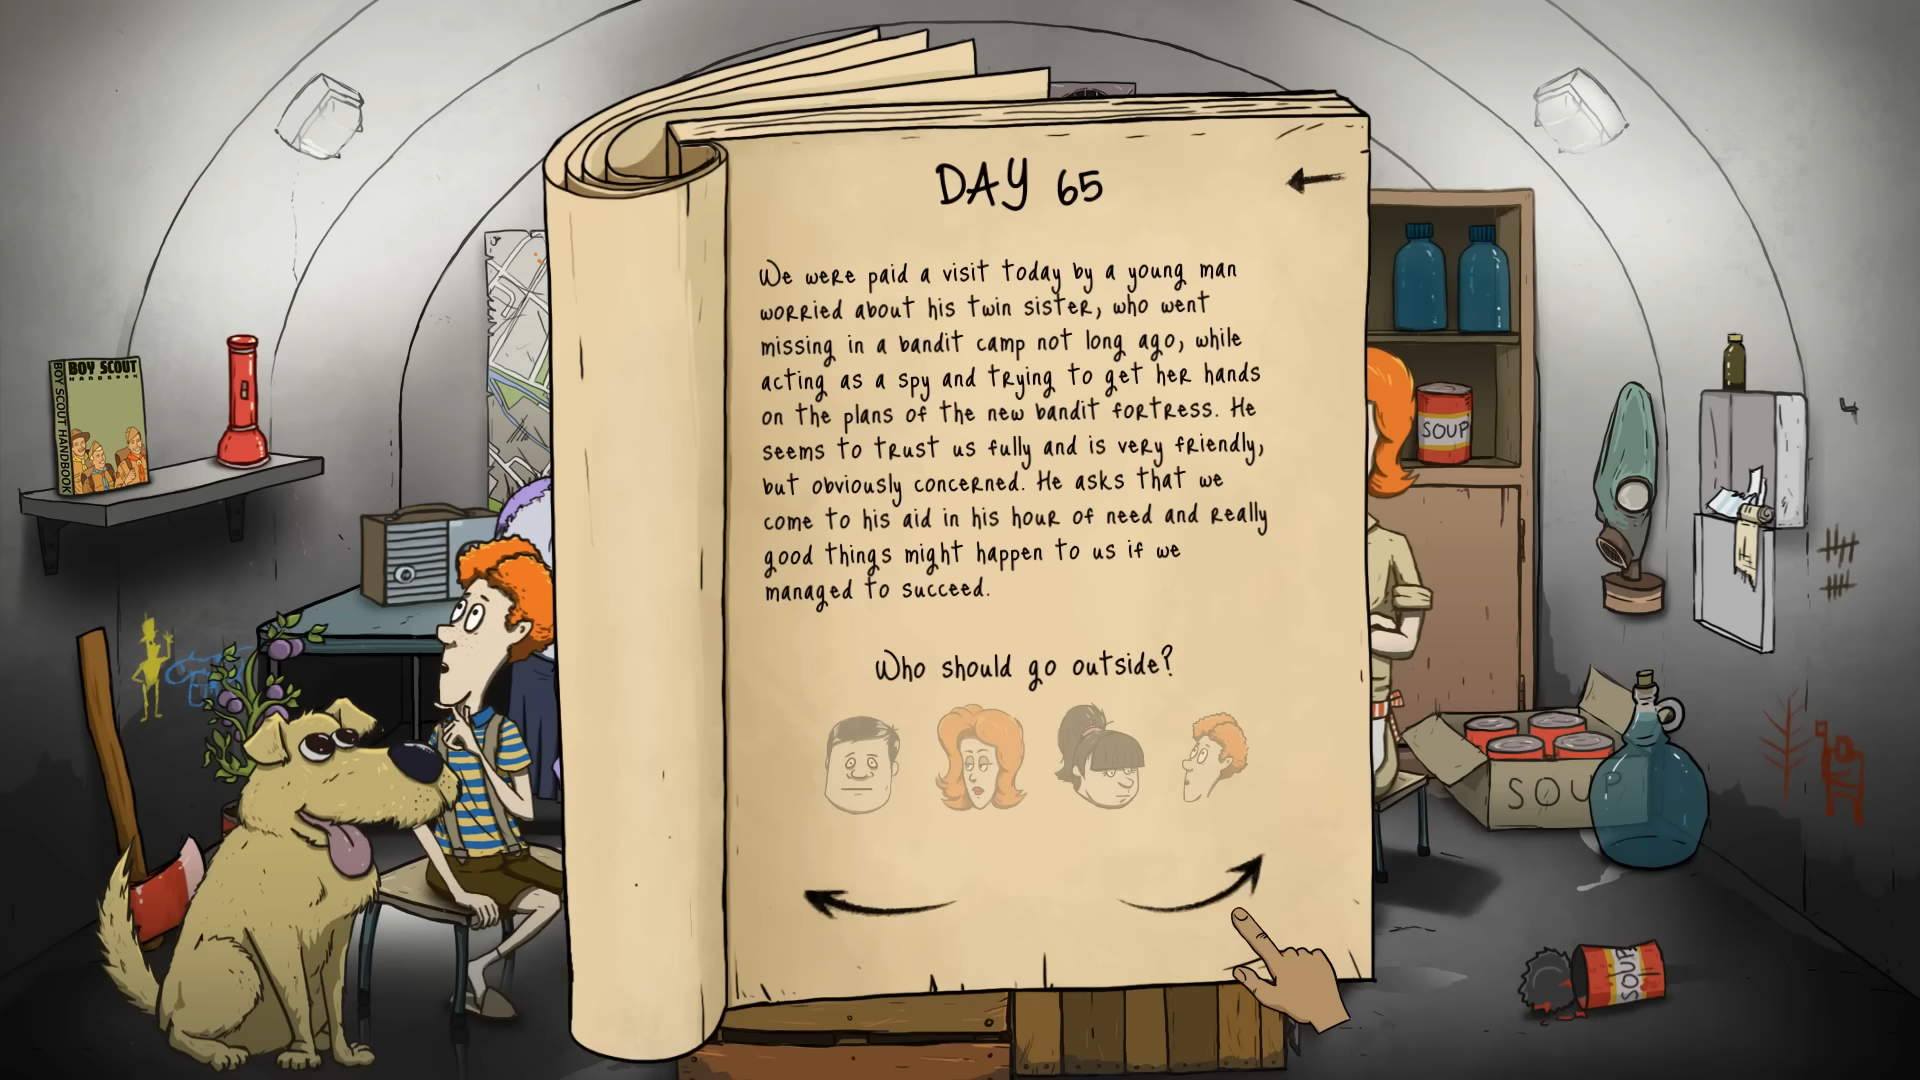 DAY 65
We were paid a visit today by a young man
worried about his twin sister, who went
missing in a bandit camp not long ago, while
acting as a spy and trying to get her hands
on the plans of the new bandit fortress. He
seems to trust us fully and is very friendly,
but obviously concerned. He asks that we
come to his aid in his hour of need and really
good things might happen to us if we
managed to succeed.
Who should go outside?
BOY SCOUT
HANDBOOK
BOY SCOUT HANDBOOK
SOUP
SOU
SOUP